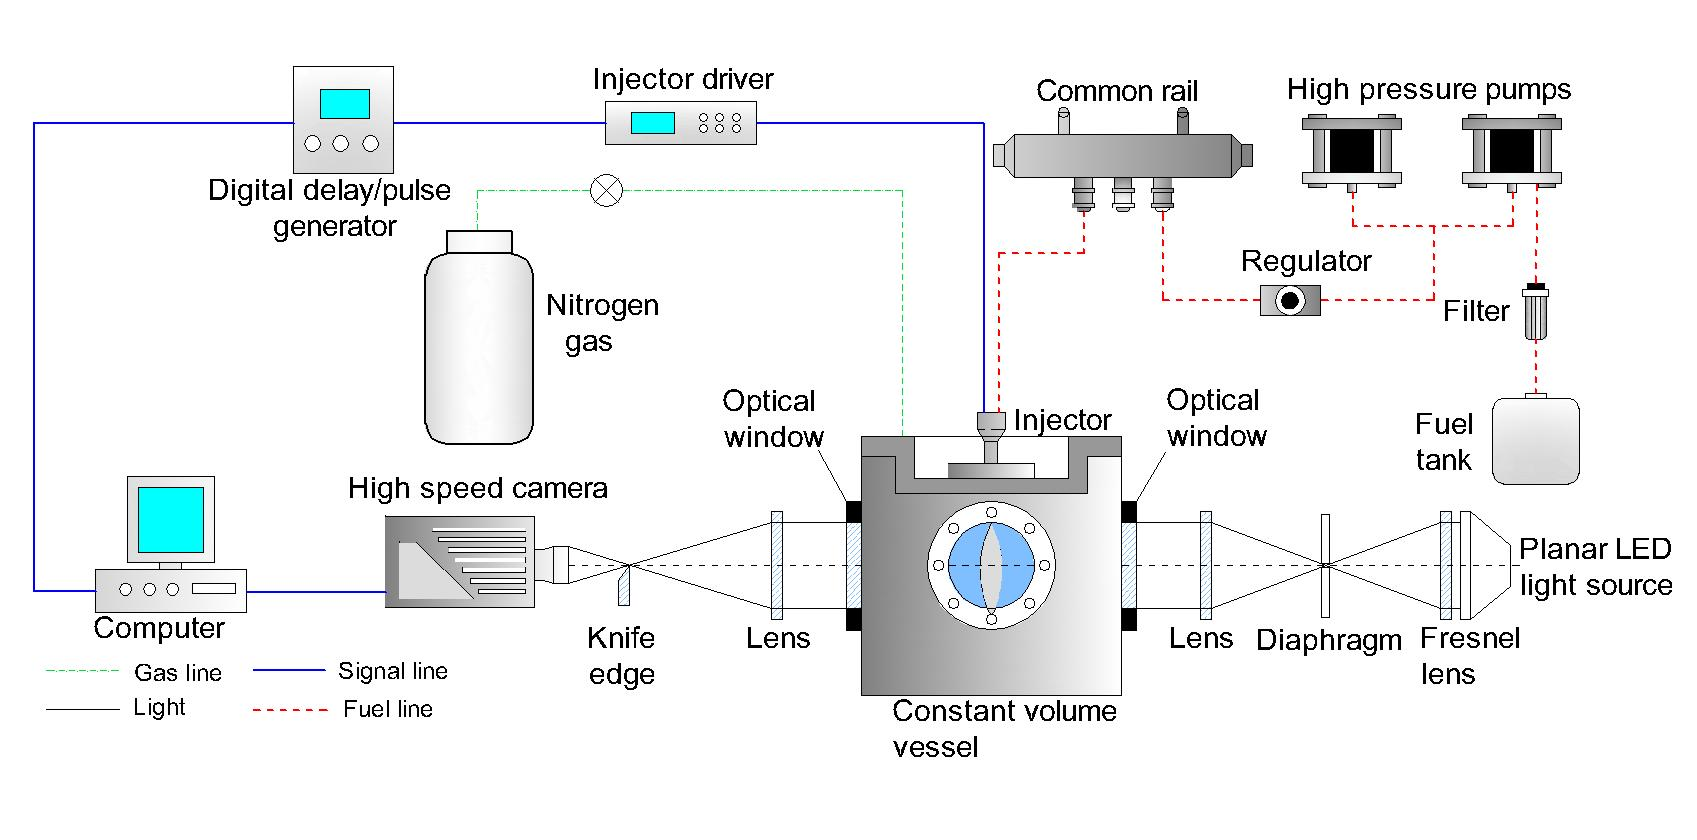 Injector driver
Common rail
High pressure pumps
Digital delay/pulse
generator
Regulator
Nitrogen
gas
Filter
Optical
window
Injector
Optical
window
Fuel
tank
High speed camera
Planar LED
light source
Computer
Knife
edge
Lens
Lens
Diaphragm
Fresnel
lens
Gas line
Signal line
Light
Fuel line
Constant volume
vessel